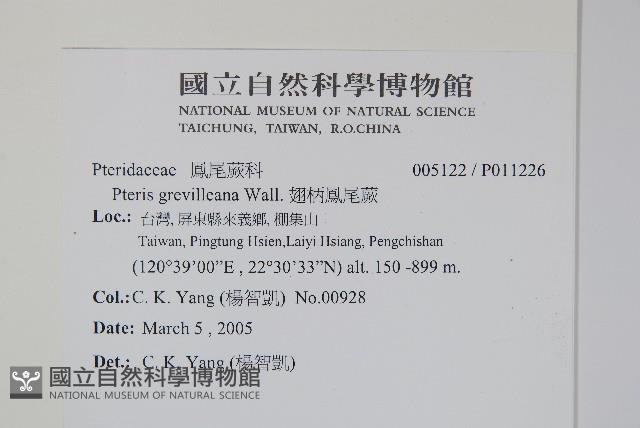 國立自然科學博物館
NATIONAL MUSEUM OF NATURAL SCIENCE
TAICHUNG, TAIWAN, R.O.CHINA
Pteridaceae 鳳尾蕨科 005122 / P011226
Pteris grevilleana Wall. 翅柄鳳尾蕨
Loc.: 台灣, 屏東縣來義鄉, 棚集山
Taiwan, Pingtung Hsien,Laiyi Hsiang, Pengchishan
(120°39’00”E , 22°30’33”N) alt. 150 -899 m.
Col.: C. K. Yang (楊智凱) No.00928
Date: March 5 , 2005
Det.: C. K. Yang (楊智凱)
國立自然科學博物館
NATIONAL MUSEUM OF NATURAL SCIENCE